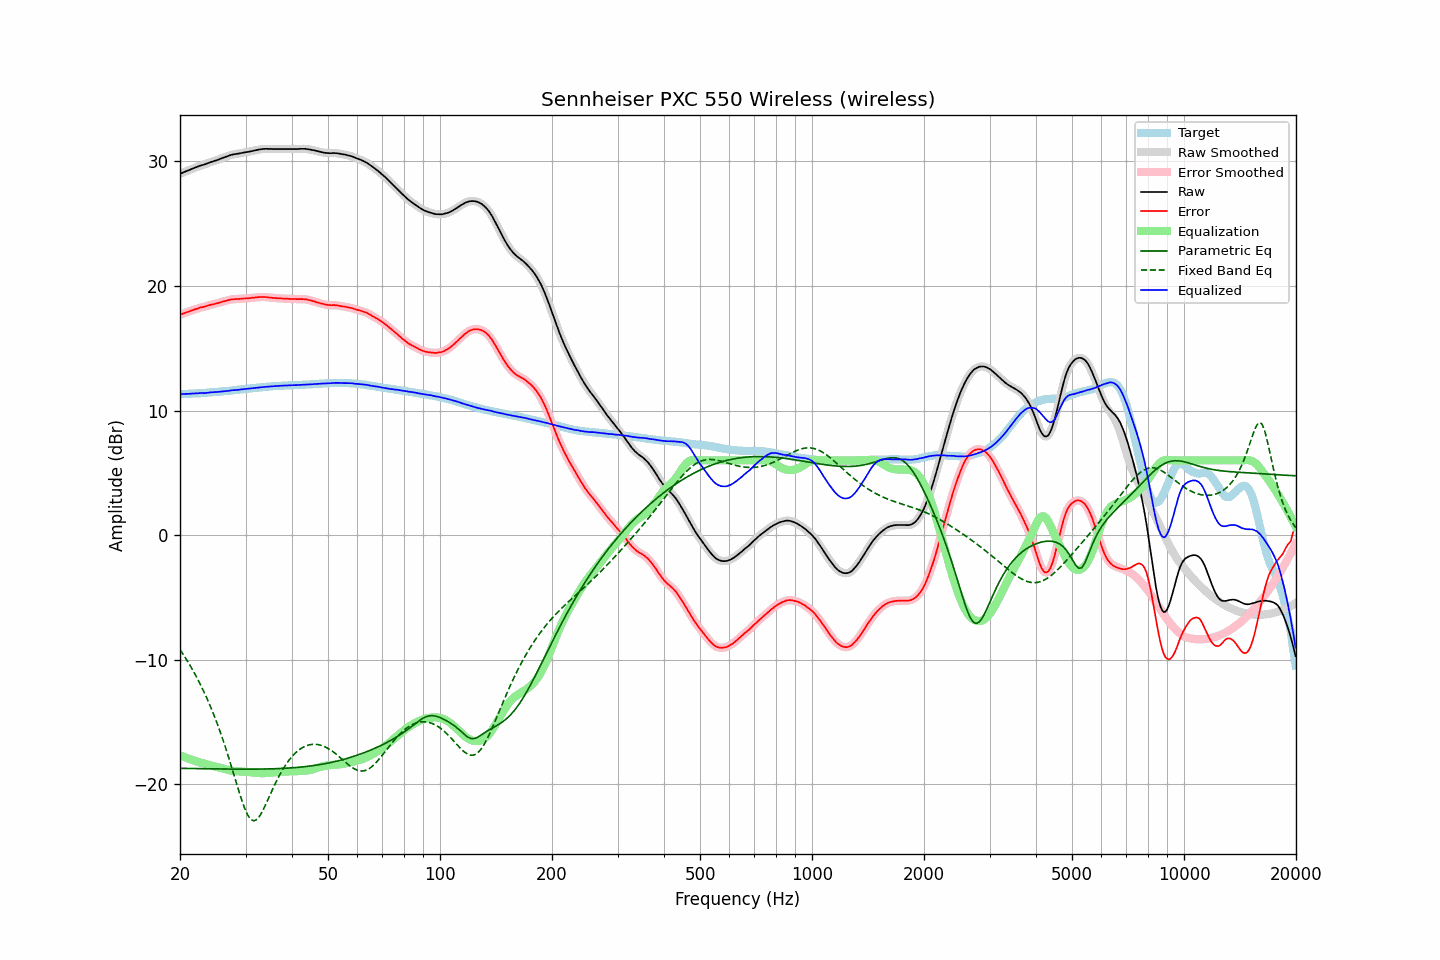 Sennheiser PXC 550 Wireless (wireless)
Target
Raw Smoothed
Error Smoothed
Raw
Error
Equalization
Parametric Eq
Fixed Band Eq
Equalized
Amplitude (dBr)
30
20
10
0
−10
−20
20 50 100 200 500 1000 2000 5000 10000 20000
Frequency (Hz)